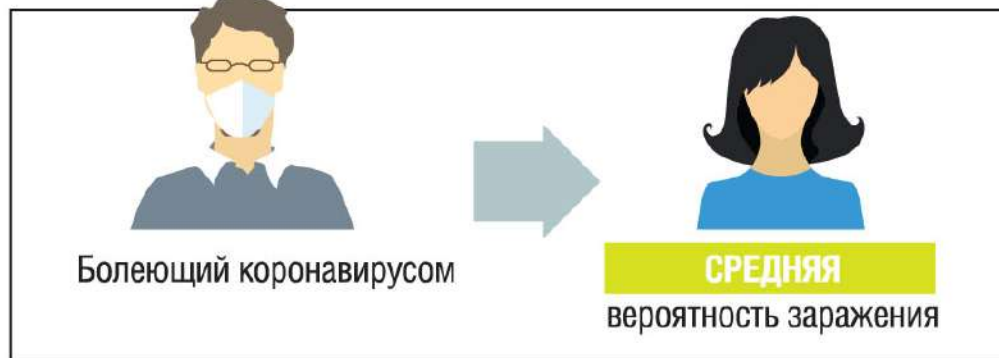 Болеющий коронавирусом
СРЕДНЯЯ
вероятность заражения